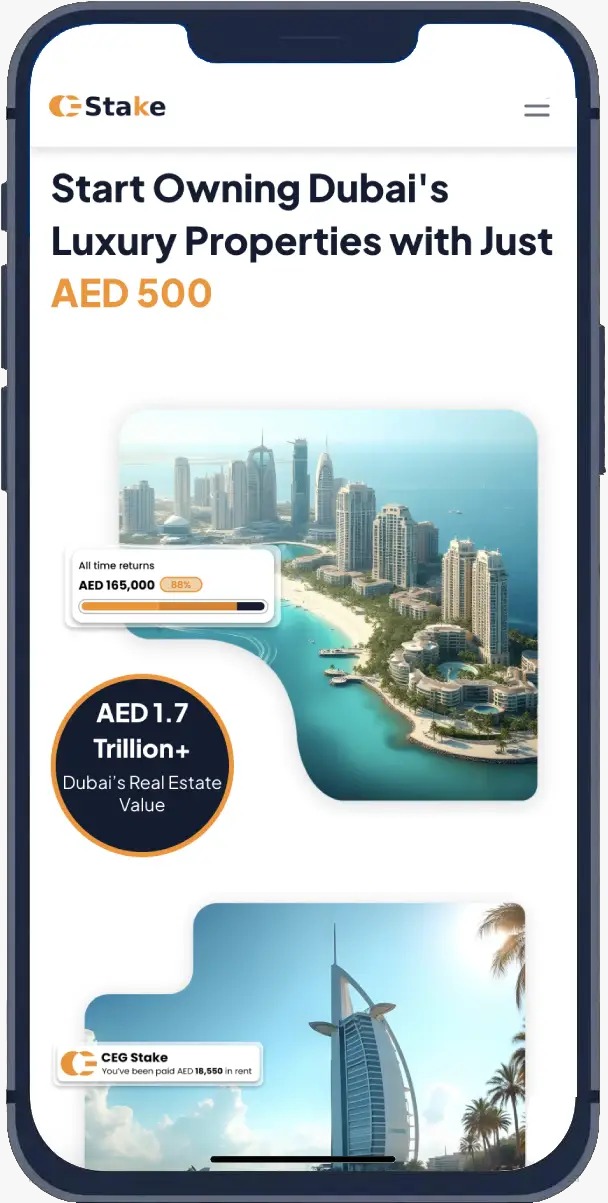 CG Stake
Start Owning Dubai's
Luxury Properties with Just
AED 500
All time returns
AED 165,000 88%
AED 1.7
Trillion+
Dubai’s Real Estate
Value
CEG Stake
You’ve been paid AED 18,550 in rent